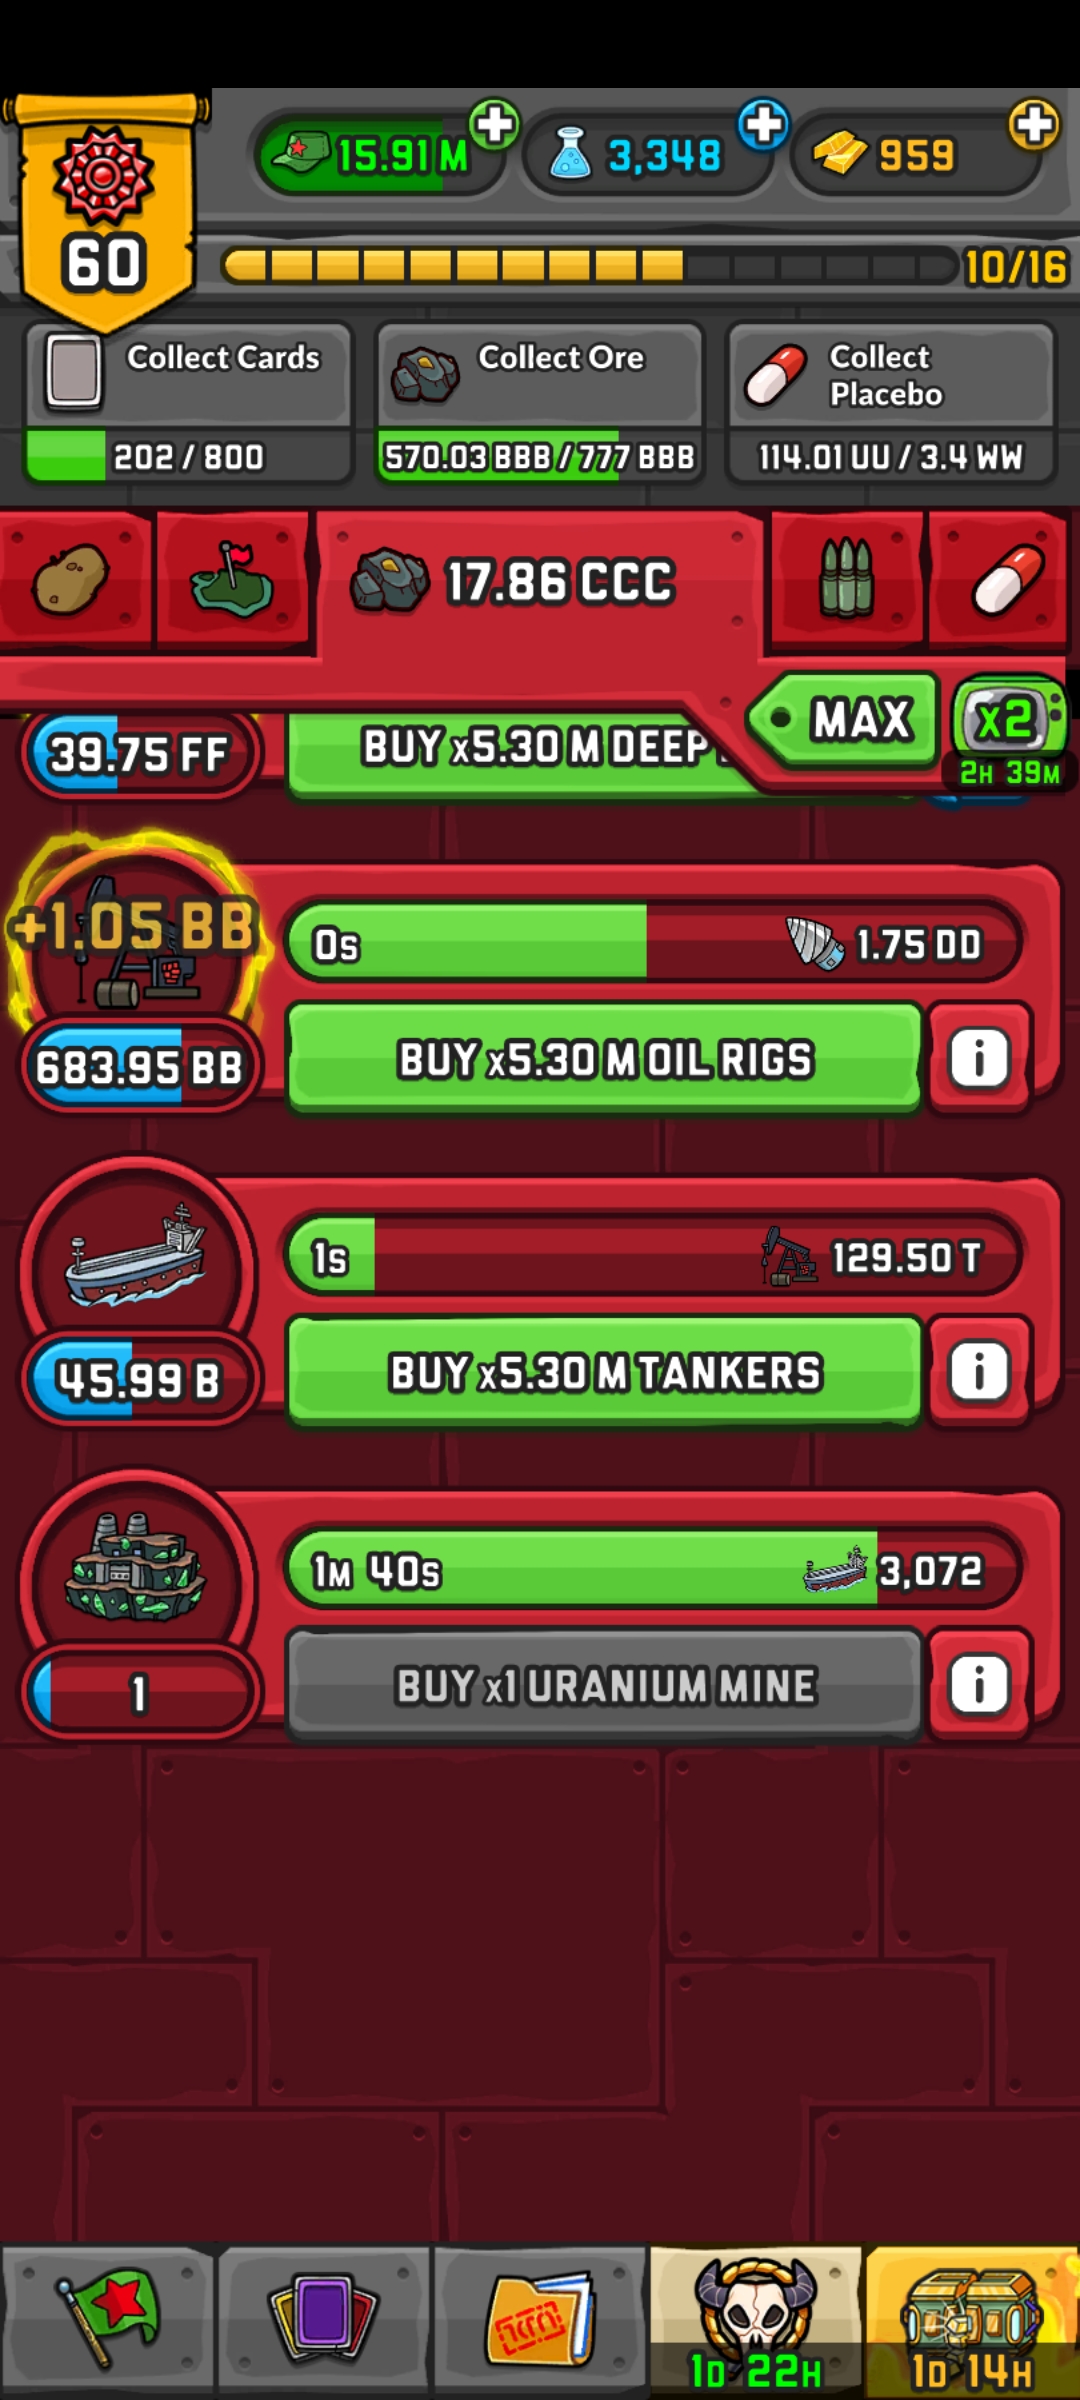 15.91 M
3,348
959
60
10/16
Collect Cards
202 / 800
Collect Ore
570.03 BBB / 777 BBB
Collect
Placebo
114.01 UU / 3.4 WW
17.86 CCC
MAX
x2
2H 39M
39.75 FF
BUY x5.30 M DEEP
+1.05 BB
0s
1.75 DD
683.95 BB
BUY x5.30 M OIL RIGS
i
1s
129.50 T
45.99 B
BUY x5.30 M TANKERS
i
1M 40s
3,072
1
BUY x1 URANIUM MINE
i
1D 22H
1D 14H